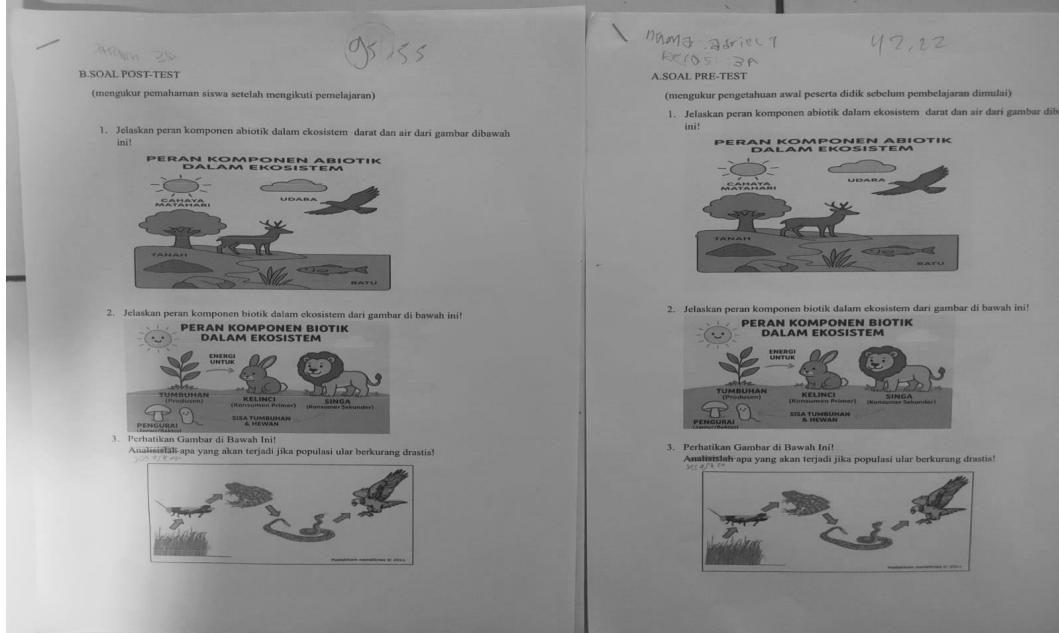 95,55
B.SOAL POST-TEST
(mengukur pemahaman siswa setelah mengikuti pemelajaran)
1. Jelaskan peran komponen abiotik dalam ekosistem darat dan air dari gambar dibawah
ini!
PERAN KOMPONEN ABIOTIK
DALAM EKOSISTEM
CAHAYA
MATAHARI
UDARA
TANAH
BATU
2. Jelaskan peran komponen biotik dalam ekosistem dari gambar di bawah ini!
PERAN KOMPONEN BIOTIK
DALAM EKOSISTEM
ENERGI
UNTUK
TUMBUHAN
(Produsen)
KELINCI
(Konsumen Primer)
SINGA
(Konsumen Sekunder)
PENGURAI
(Jamur/Bakteri)
SISA TUMBUHAN
& HEWAN
3. Perhatikan Gambar di Bawah Ini!
Analisislah apa yang akan terjadi jika populasi ular berkurang drastis!
nama
42,22
3A
A.SOAL PRE-TEST
(mengukur pengetahuan awal peserta didik sebelum pembelajaran dimulai)
1. Jelaskan peran komponen abiotik dalam ekosistem darat dan air dari gambar dib
ini!
PERAN KOMPONEN ABIOTIK
DALAM EKOSISTEM
CAHAYA
MATAHARI
UDARA
TANAH
BATU
2. Jelaskan peran komponen biotik dalam ekosistem dari gambar di bawah ini!
PERAN KOMPONEN BIOTIK
DALAM EKOSISTEM
ENERGI
UNTUK
TUMBUHAN
(Produsen)
KELINCI
(Konsumen Primer)
SINGA
(Konsumen Sekunder)
PENGURAI
(Jamur/Bakteri)
SISA TUMBUHAN
& HEWAN
3. Perhatikan Gambar di Bawah Ini!
Analisislah apa yang akan terjadi jika populasi ular berkurang drastis!